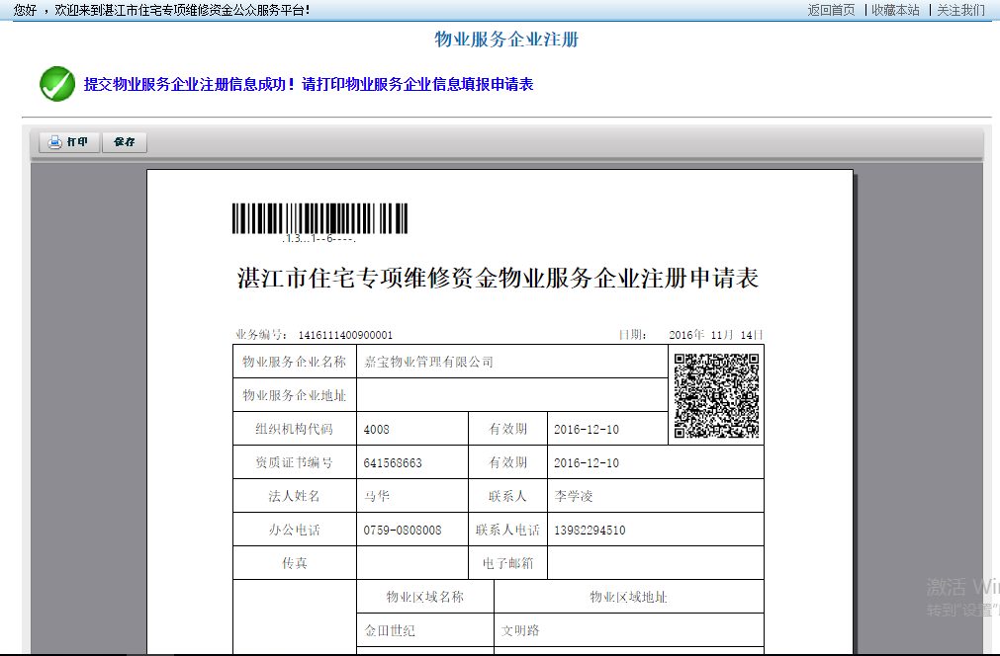 您好 ，欢迎来到湛江市住宅专项维修资金公众服务平台!
返回首页 | 收藏本站 | 关注我们
物业服务企业注册
提交物业服务企业注册信息成功！请打印物业服务企业信息填报申请表
打印 保存
.1.3...1--6----.
湛江市住宅专项维修资金物业服务企业注册申请表
业务编号： 1416111400900001 日期： 2016年 11月 14日
物业服务企业名称 嘉宝物业管理有限公司
物业服务企业地址
组织机构代码 4008 有效期 2016-12-10
资质证书编号 641568663 有效期 2016-12-10
法人姓名 马华 联系人 李学凌
办公电话 0759-0808008 联系人电话 13982294510
传真 电子邮箱
物业区域名称 物业区域地址
金田世纪 文明路
激活 Win
转到"设置"